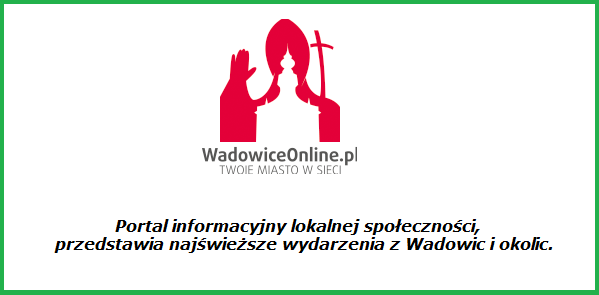 WadowiceOnline.pl
TWOJE MIASTO W SIECI
Portal informacyjny lokalnej społeczności,
przedstawia najświeższe wydarzenia z Wadowic i okolic.